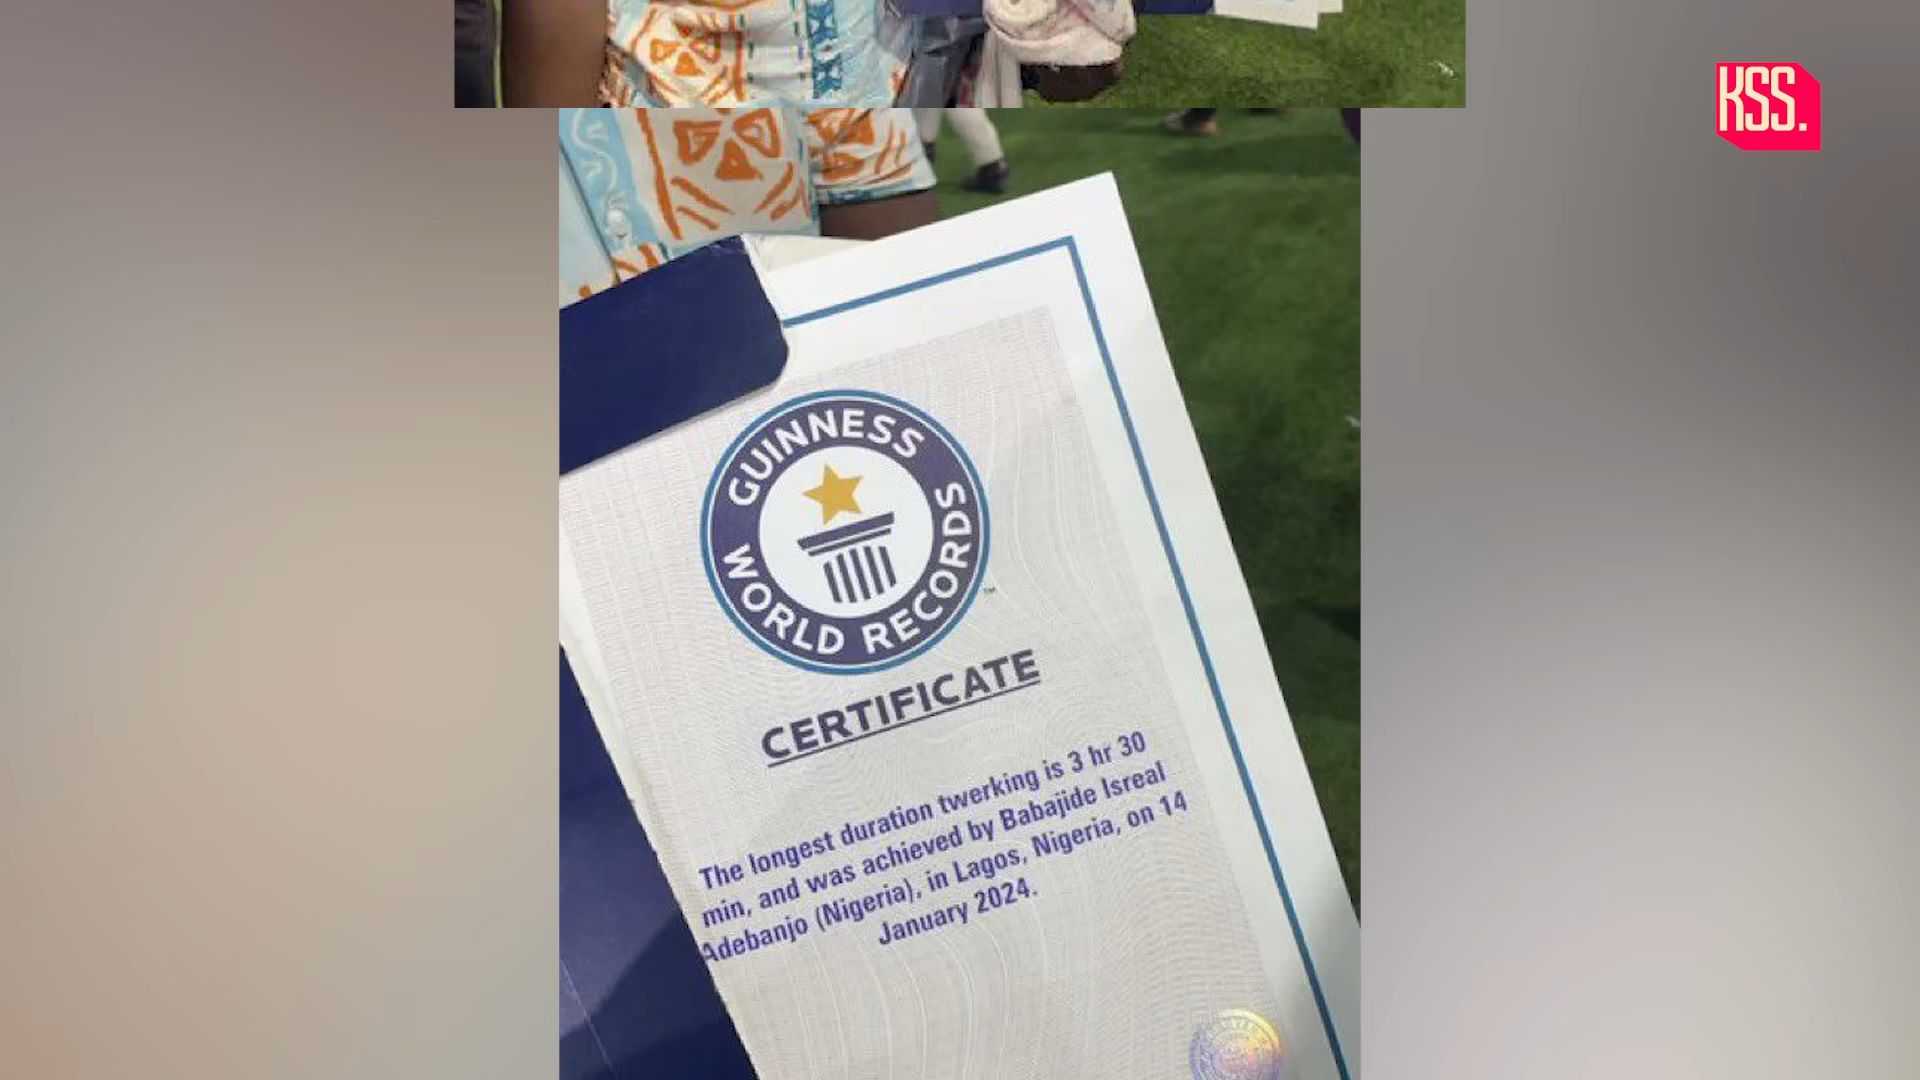 KSS.
GUINNESS
WORLD RECORDS
™
CERTIFICATE
The longest duration twerking is 3 hr 30
min, and was achieved by Babajide Isreal
Adebanjo (Nigeria), in Lagos, Nigeria, on 14
January 2024.